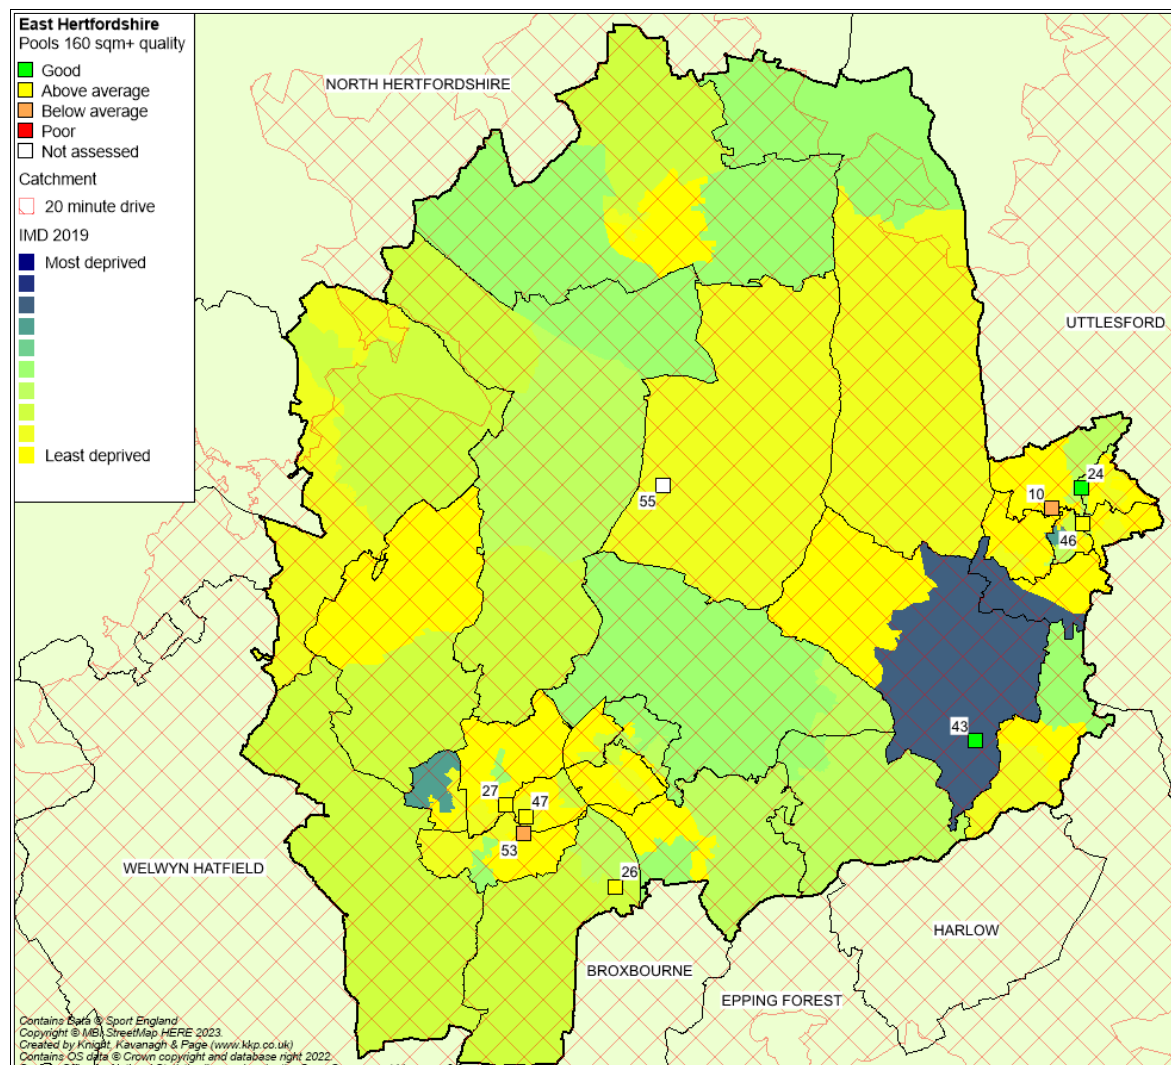 East Hertfordshire
Pools 160 sqm+ quality
Good
Above average
Below average
Poor
Not assessed
Catchment
20 minute drive
IMD 2019
Most deprived
Least deprived
NORTH HERTFORDSHIRE
UTTLESFORD
24
10
55
46
43
27
47
53
26
WELWYN HATFIELD
HARLOW
BROXBOURNE
EPPING FOREST
Contains Data © Sport England
Copyright © MBI StreetMap HERE 2023.
Created by Knight, Kavanagh & Page (www.kkp.co.uk)
Contains OS data © Crown copyright and database right 2022